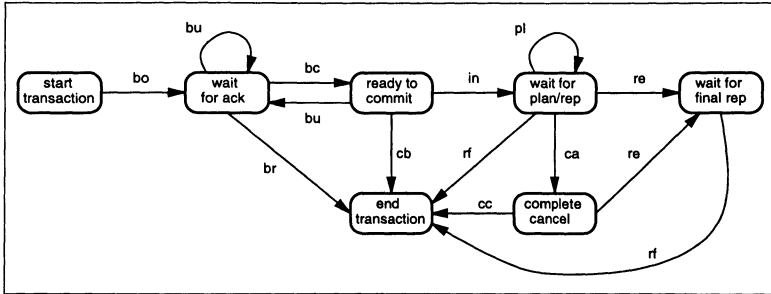 bu
pl
start
transaction
bo
wait
for ack
bc
bu
ready to
commit
in
wait for
plan/rep
re
wait for
final rep
br
cb
rf
ca
re
end
transaction
cc
complete
cancel
rf